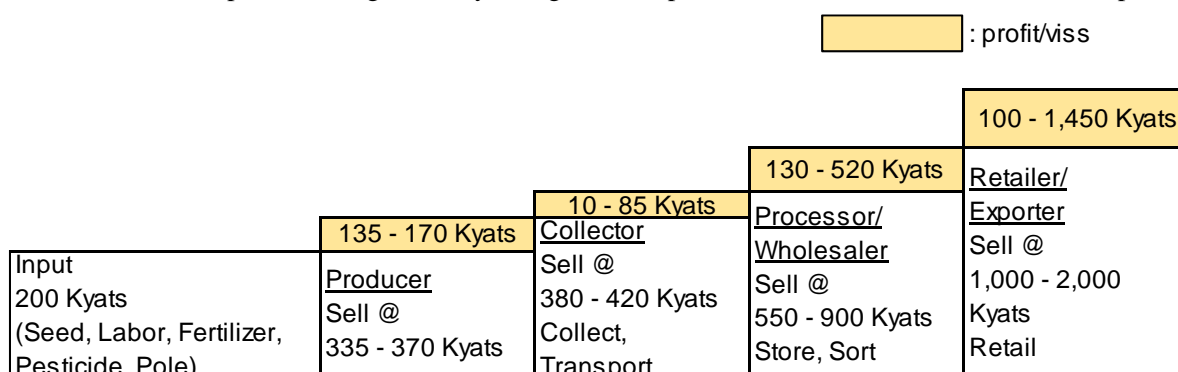 : profit/viss
100 - 1,450 Kyats
130 - 520 Kyats
Retailer/
Exporter
Sell @
1,000 - 2,000
Kyats
Retail
10 - 85 Kyats
Processor/
Wholesaler
Sell @
550 - 900 Kyats
Store, Sort
135 - 170 Kyats
Collector
Sell @
380 - 420 Kyats
Collect,
Transport
Producer
Sell @
335 - 370 Kyats
Input
200 Kyats
(Seed, Labor, Fertilizer,
Pesticide, Pole)